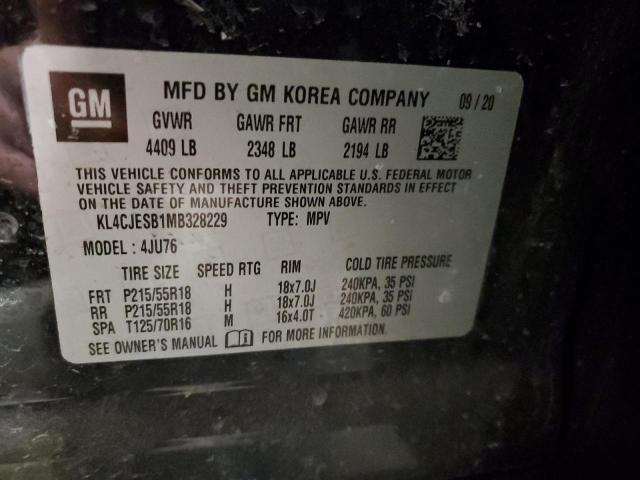 GM
MFD BY GM KOREA COMPANY 09/20
GVWR GAWR FRT GAWR RR
4409 LB 2348 LB 2194 LB
THIS VEHICLE CONFORMS TO ALL APPLICABLE U.S. FEDERAL MOTOR
VEHICLE SAFETY AND THEFT PREVENTION STANDARDS IN EFFECT
ON THE DATE OF MANUFACTURE SHOWN ABOVE.
KL4CJESB1MB328229 TYPE: MPV
MODEL: 4JU76
TIRE SIZE SPEED RTG RIM COLD TIRE PRESSURE
FRT P215/55R18 H 18x7.0J 240KPA, 35 PSI
RR P215/55R18 H 18x7.0J 240KPA, 35 PSI
SPA T125/70R16 M 16x4.0T 420KPA, 60 PSI
SEE OWNER'S MANUAL FOR MORE INFORMATION.